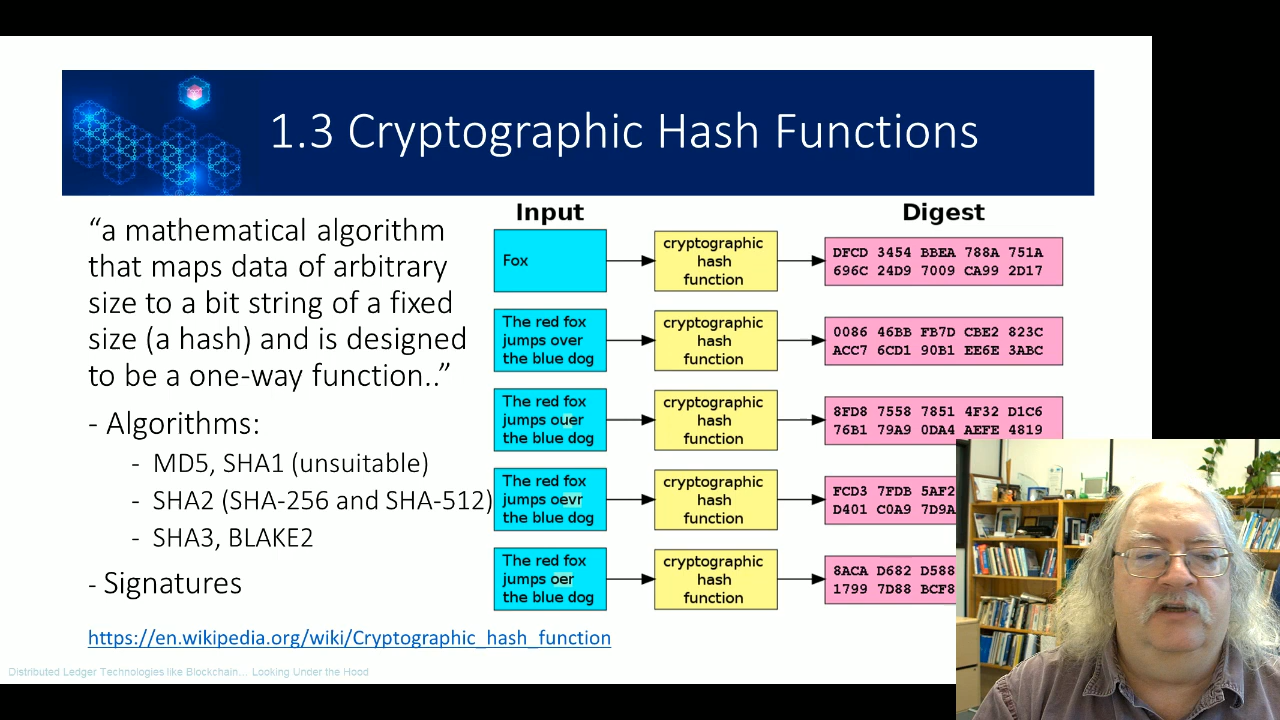 1.3 Cryptographic Hash Functions
“a mathematical algorithm
that maps data of arbitrary
size to a bit string of a fixed
size (a hash) and is designed
to be a one-way function..”
- Algorithms:
- MD5, SHA1 (unsuitable)
- SHA2 (SHA-256 and SHA-512)
- SHA3, BLAKE2
- Signatures
https://en.wikipedia.org/wiki/Cryptographic_hash_function
Input
Digest
Fox
cryptographic
hash
function
DFCD 3454 BBEA 788A 751A
696C 24D9 7009 CA99 2D17
The red fox
jumps over
the blue dog
cryptographic
hash
function
0086 46BB FB7D CBE2 823C
ACC7 6CD1 90B1 EE6E 3ABC
The red fox
jumps ouer
the blue dog
cryptographic
hash
function
8FD8 7558 7851 4F32 D1C6
76B1 79A9 0DA4 AEFE 4819
The red fox
jumps oevr
the blue dog
cryptographic
hash
function
FCD3 7FDB 5AF2
D401 C0A9 7D9A
The red fox
jumps oer
the blue dog
cryptographic
hash
function
8ACA D682 D588
1799 7D88 BCF8
Distributed Ledger Technologies like Blockchain... Looking Under the Hood